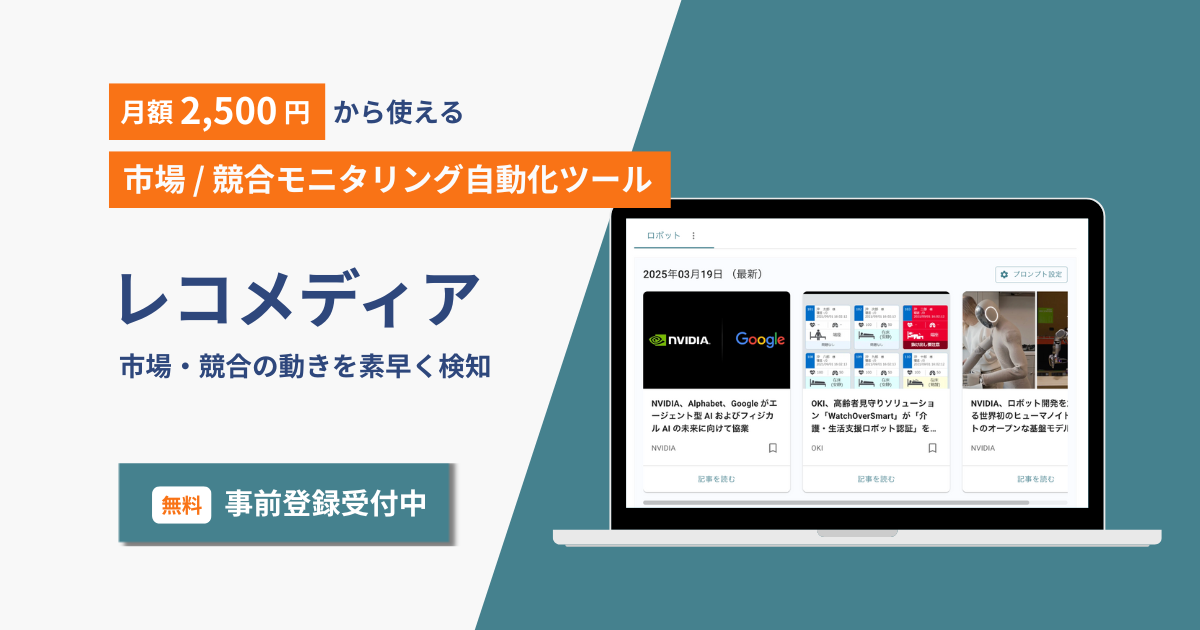 月額 2,500 円 から使える
市場 / 競合モニタリング自動化ツール
レコメディア
市場・競合の動きを素早く検知
無料 事前登録受付中
ロボット
2025年03月19日 （最新）
プロンプト設定
NVIDIA
Google
NVIDIA、Alphabet、Google がエ
ージェント型 AI およびフィジカ
ル AI の未来に向けて協業
NVIDIA
記事を読む
OKI、高齢者見守りソリューショ
ン「WatchOverSmart」が「介
護・生活支援ロボット認証」を...
OKI
記事を読む
NVIDIA、ロボット開発を
る世界初のヒューマノイド
トのオープンな基盤モデル
NVIDIA
記事を読む